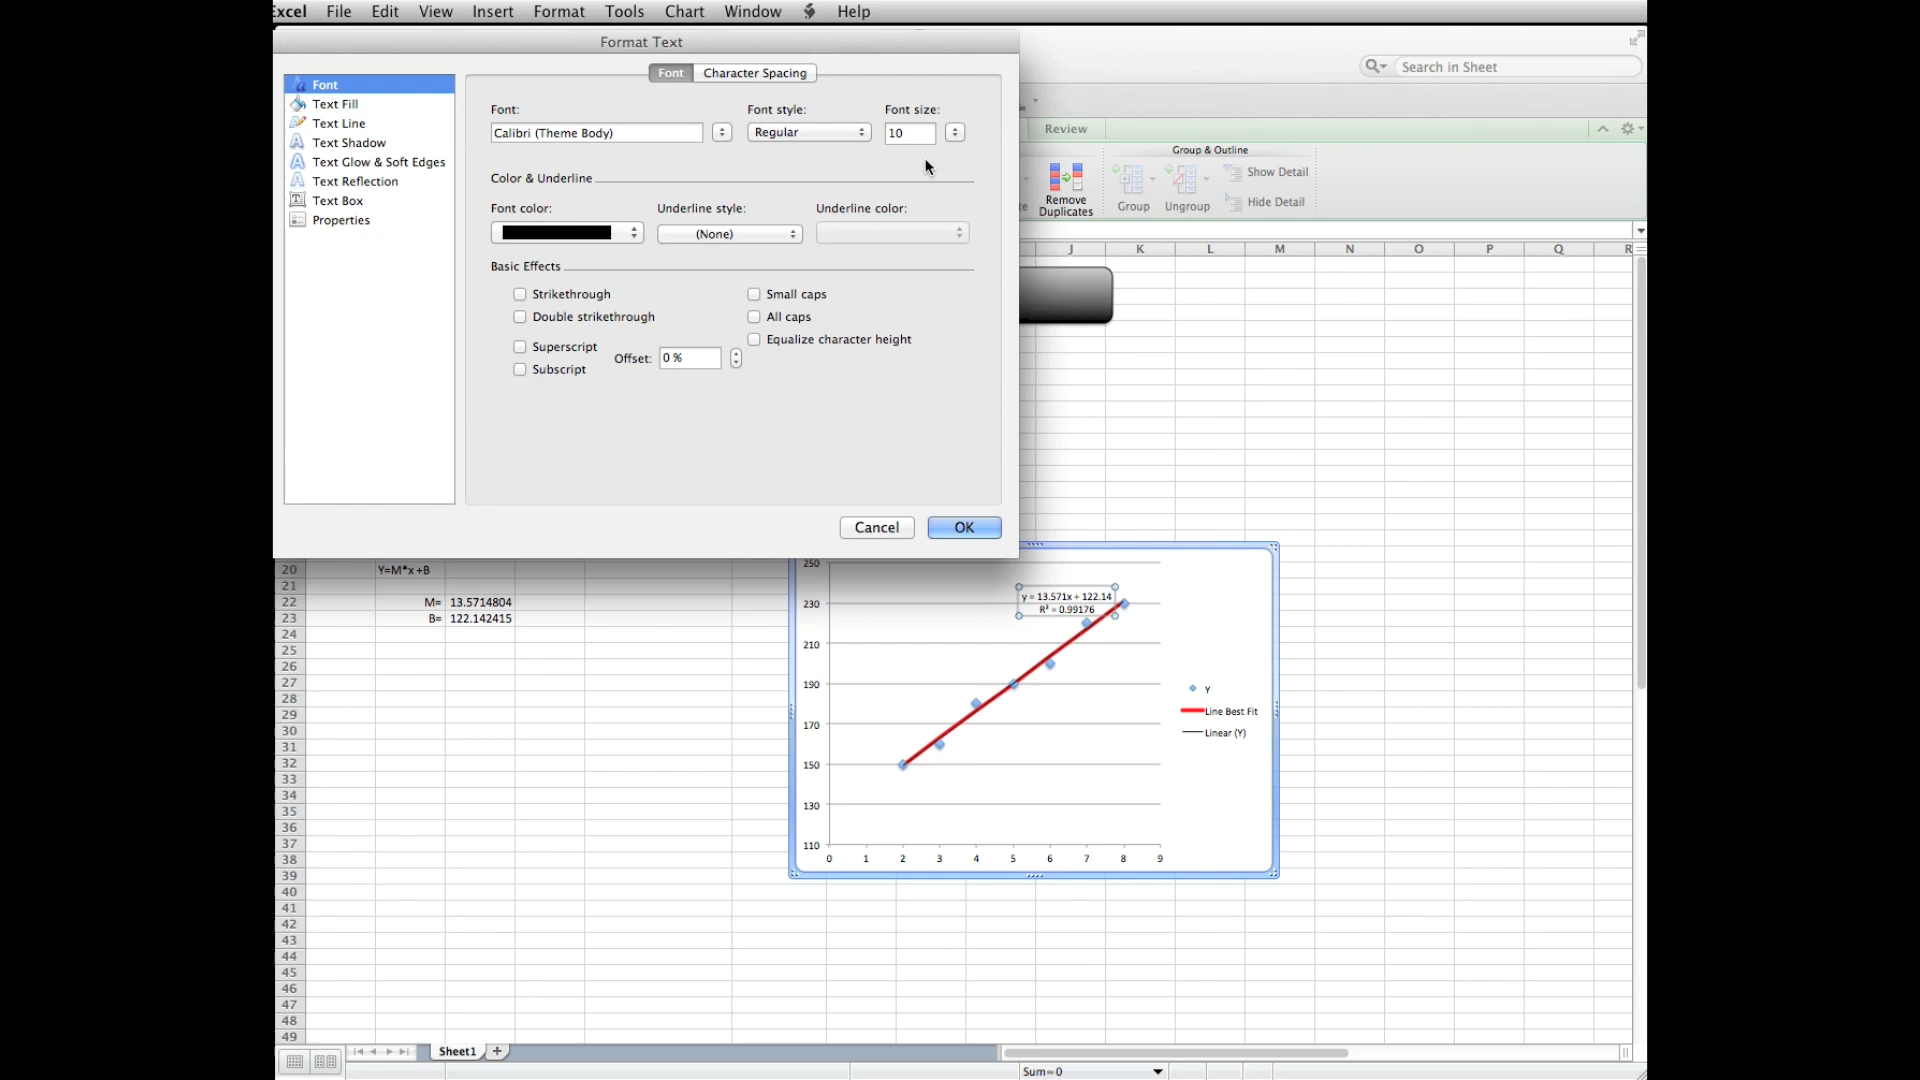 Excel File Edit View Insert Format Tools Chart Window Help
Format Text
Search in Sheet
Font Character Spacing
Font
Text Fill
Text Line
Text Shadow
Text Glow & Soft Edges
Text Reflection
Text Box
Properties
Font: Font style: Font size:
Calibri (Theme Body) Regular 10
Color & Underline
Font color: Underline style: Underline color:
(None)
Basic Effects
Strikethrough
Double strikethrough
Superscript
Subscript
Offset: 0 %
Small caps
All caps
Equalize character height
Cancel OK
Review
Group & Outline
Remove
Duplicates
Group
Ungroup
Show Detail
Hide Detail
J K L M N O P Q R
20 Y=M*x+B
21
22 M= 13.5714804
23 B= 122.142415
24
25
26
27
28
29
30
31
32
33
34
35
36
37
38
39
40
41
42
43
44
45
46
47
48
49
250
230
210
190
170
150
130
110
0 1 2 3 4 5 6 7 8 9
y = 13.571x + 122.14
R² = 0.99176
Y
Line Best Fit
Linear (Y)
Sheet1
Sum=0